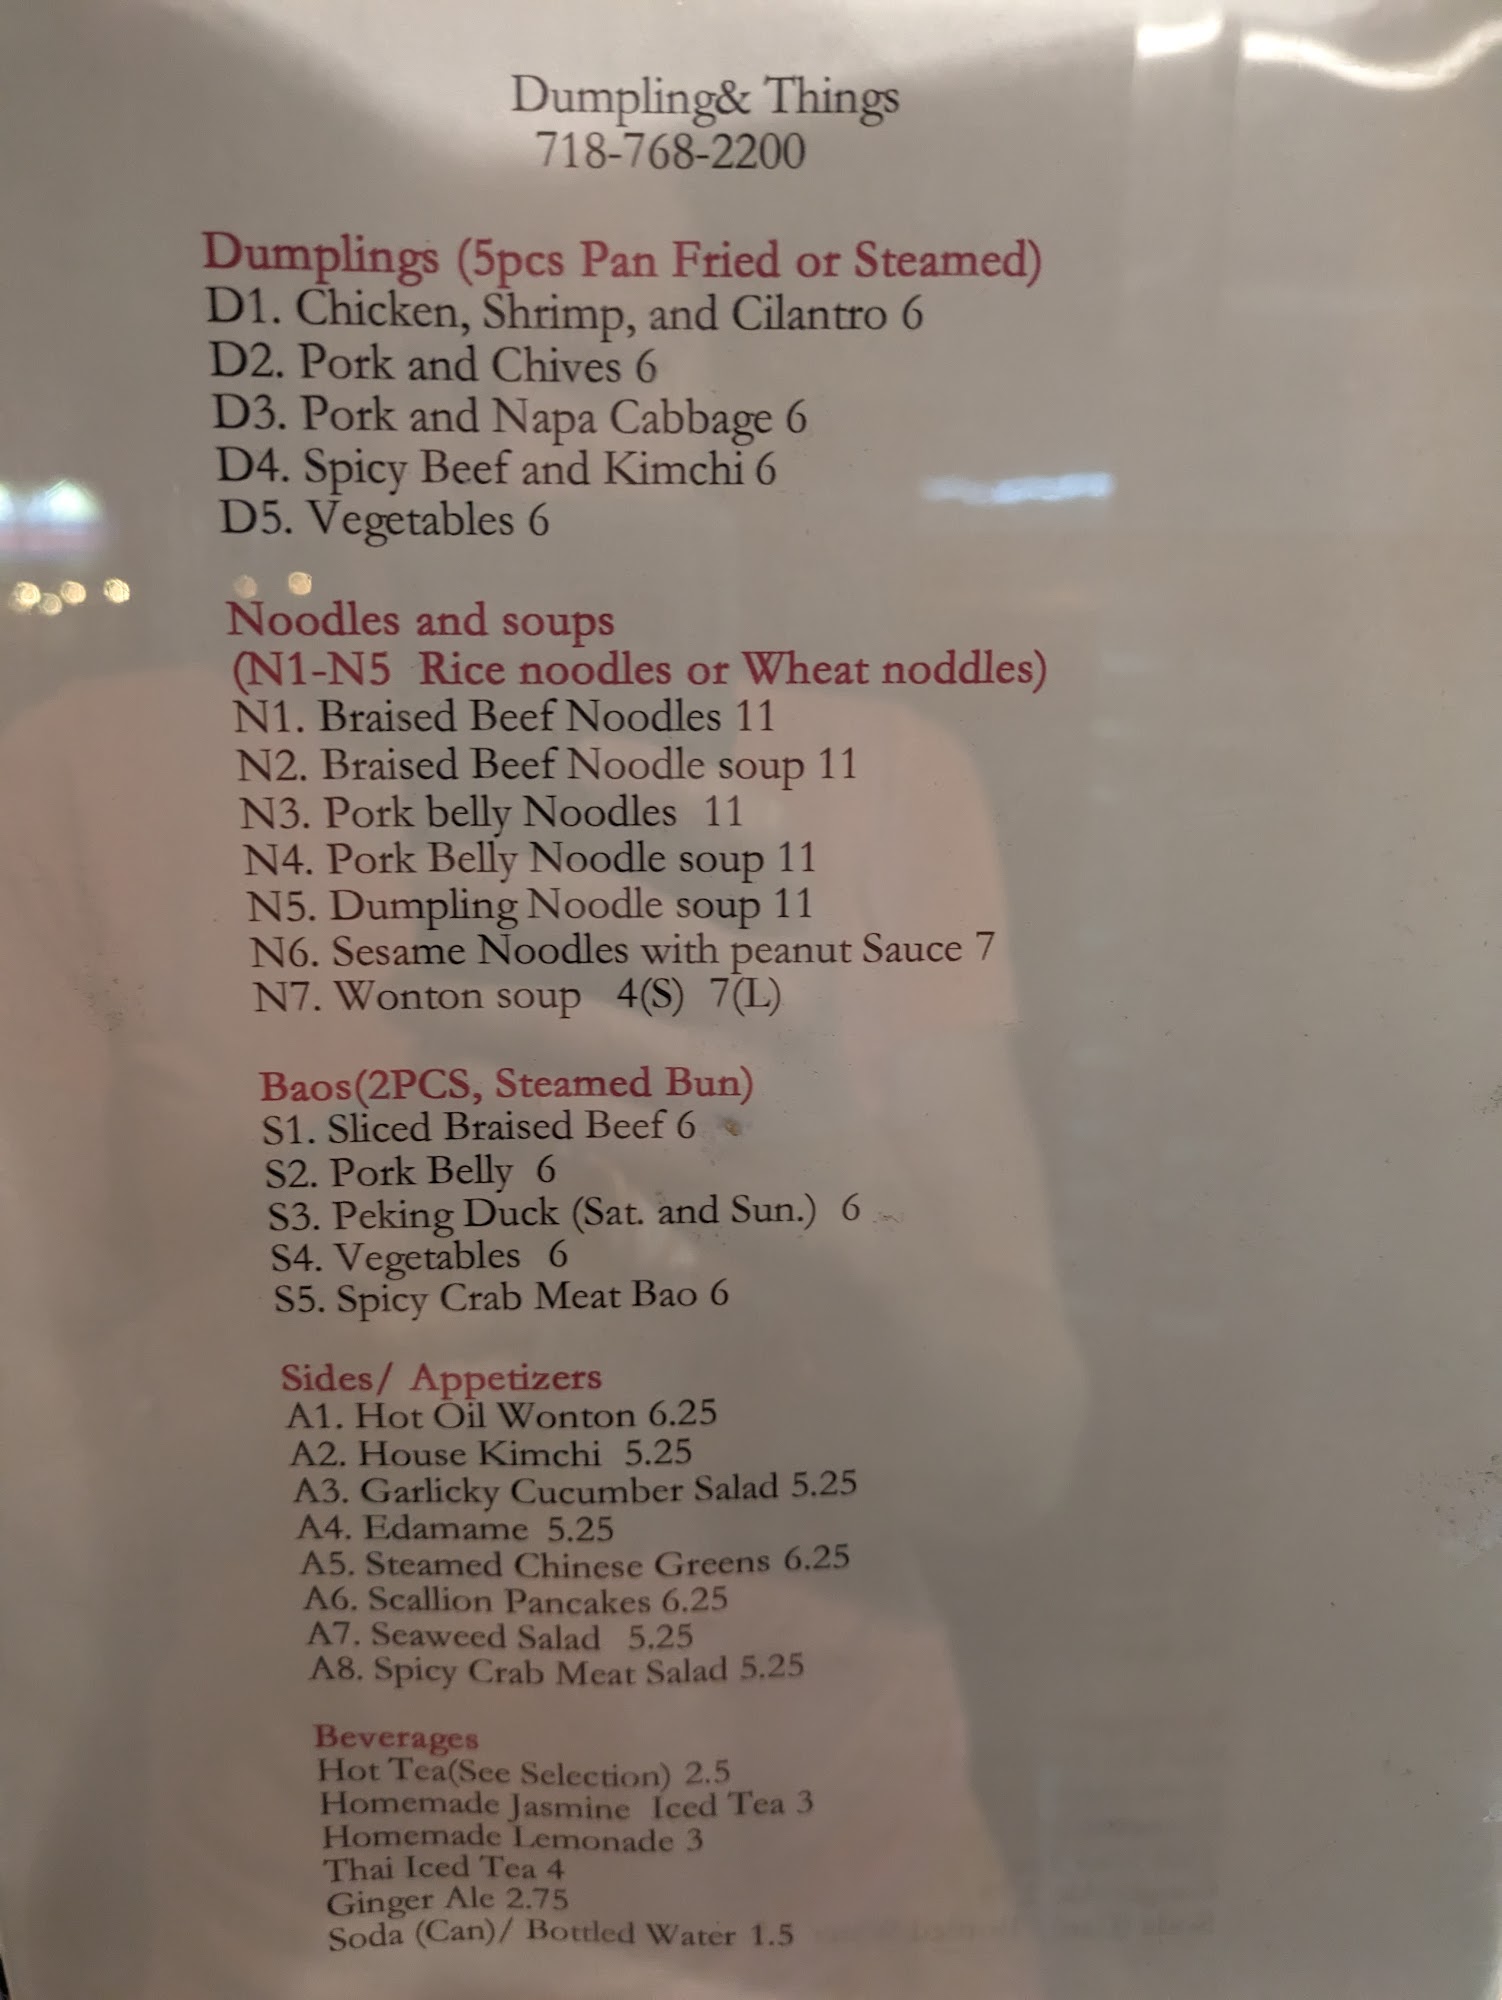 Dumpling& Things
718-768-2200
Dumplings (5pcs Pan Fried or Steamed)
D1. Chicken, Shrimp, and Cilantro 6
D2. Pork and Chives 6
D3. Pork and Napa Cabbage 6
D4. Spicy Beef and Kimchi 6
D5. Vegetables 6
Noodles and soups
(N1-N5 Rice noodles or Wheat noddles)
N1. Braised Beef Noodles 11
N2. Braised Beef Noodle soup 11
N3. Pork belly Noodles 11
N4. Pork Belly Noodle soup 11
N5. Dumpling Noodle soup 11
N6. Sesame Noodles with peanut Sauce 7
N7. Wonton soup 4(S) 7(L)
Baos(2PCS, Steamed Bun)
S1. Sliced Braised Beef 6
S2. Pork Belly 6
S3. Peking Duck (Sat. and Sun.) 6
S4. Vegetables 6
S5. Spicy Crab Meat Bao 6
Sides/ Appetizers
A1. Hot Oil Wonton 6.25
A2. House Kimchi 5.25
A3. Garlicky Cucumber Salad 5.25
A4. Edamame 5.25
A5. Steamed Chinese Greens 6.25
A6. Scallion Pancakes 6.25
A7. Seaweed Salad 5.25
A8. Spicy Crab Meat Salad 5.25
Beverages
Hot Tea(See Selection) 2.5
Homemade Jasmine Iced Tea 3
Homemade Lemonade 3
Thai Iced Tea 4
Ginger Ale 2.75
Soda (Can)/ Bottled Water 1.5